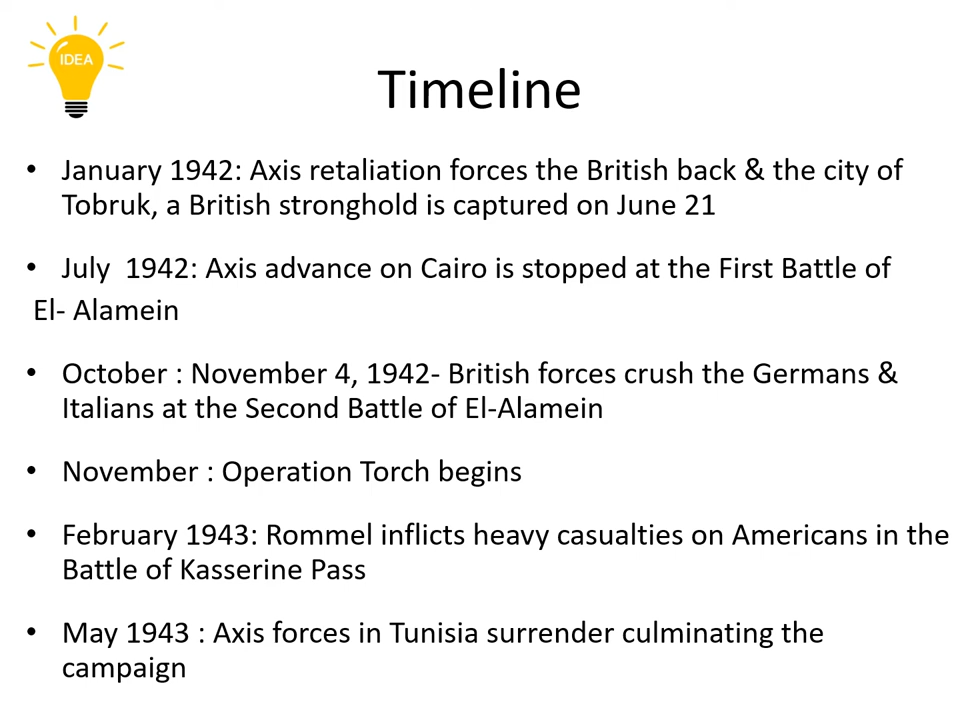 IDEA
Timeline
• January 1942: Axis retaliation forces the British back & the city of
Tobruk, a British stronghold is captured on June 21
• July  1942: Axis advance on Cairo is stopped at the First Battle of
El- Alamein
• October : November 4, 1942- British forces crush the Germans &
Italians at the Second Battle of El-Alamein
• November : Operation Torch begins
• February 1943: Rommel inflicts heavy casualties on Americans in the
Battle of Kasserine Pass
• May 1943 : Axis forces in Tunisia surrender culminating the
campaign